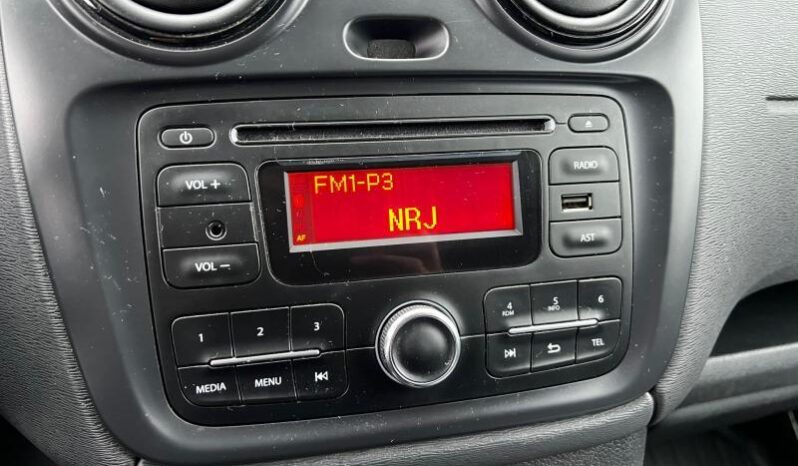 VOL +
VOL −
FM1-P3
NRJ
AF
RADIO
AST
1 2 3
MEDIA MENU
4 5 6
RDM INFO
TEL